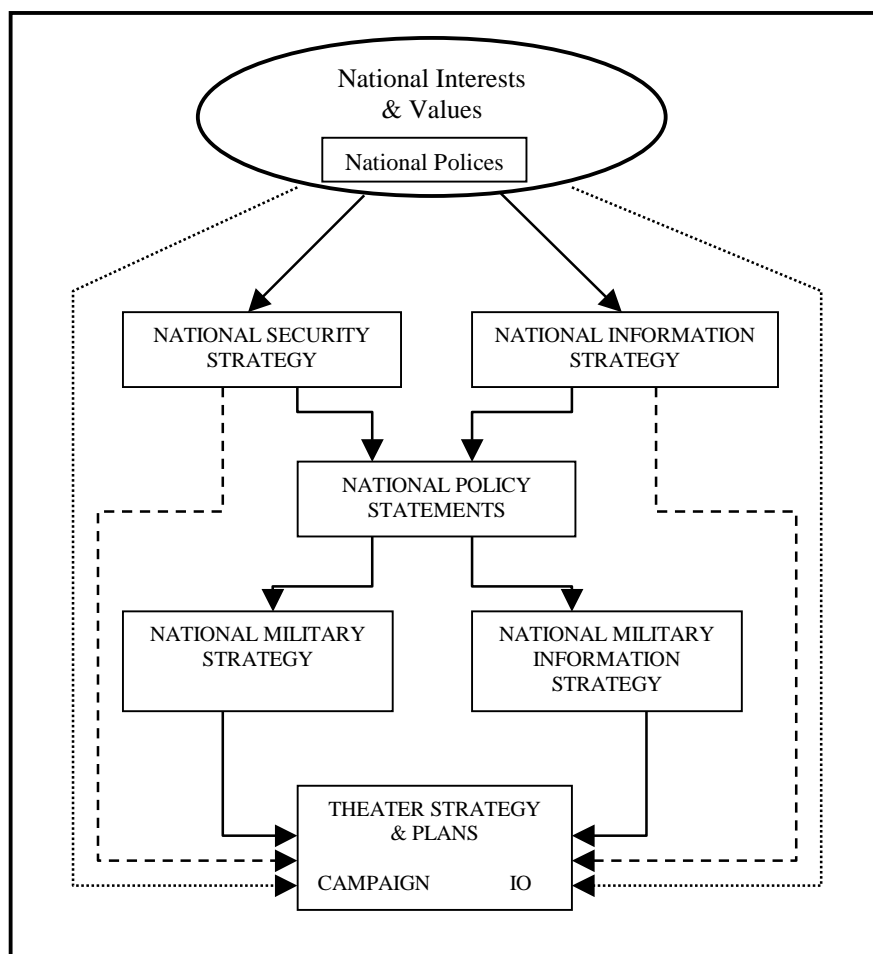 National Interests
& Values
National Polices
NATIONAL SECURITY
STRATEGY
NATIONAL INFORMATION
STRATEGY
NATIONAL POLICY
STATEMENTS
NATIONAL MILITARY
STRATEGY
NATIONAL MILITARY
INFORMATION
STRATEGY
THEATER STRATEGY
& PLANS
CAMPAIGN IO